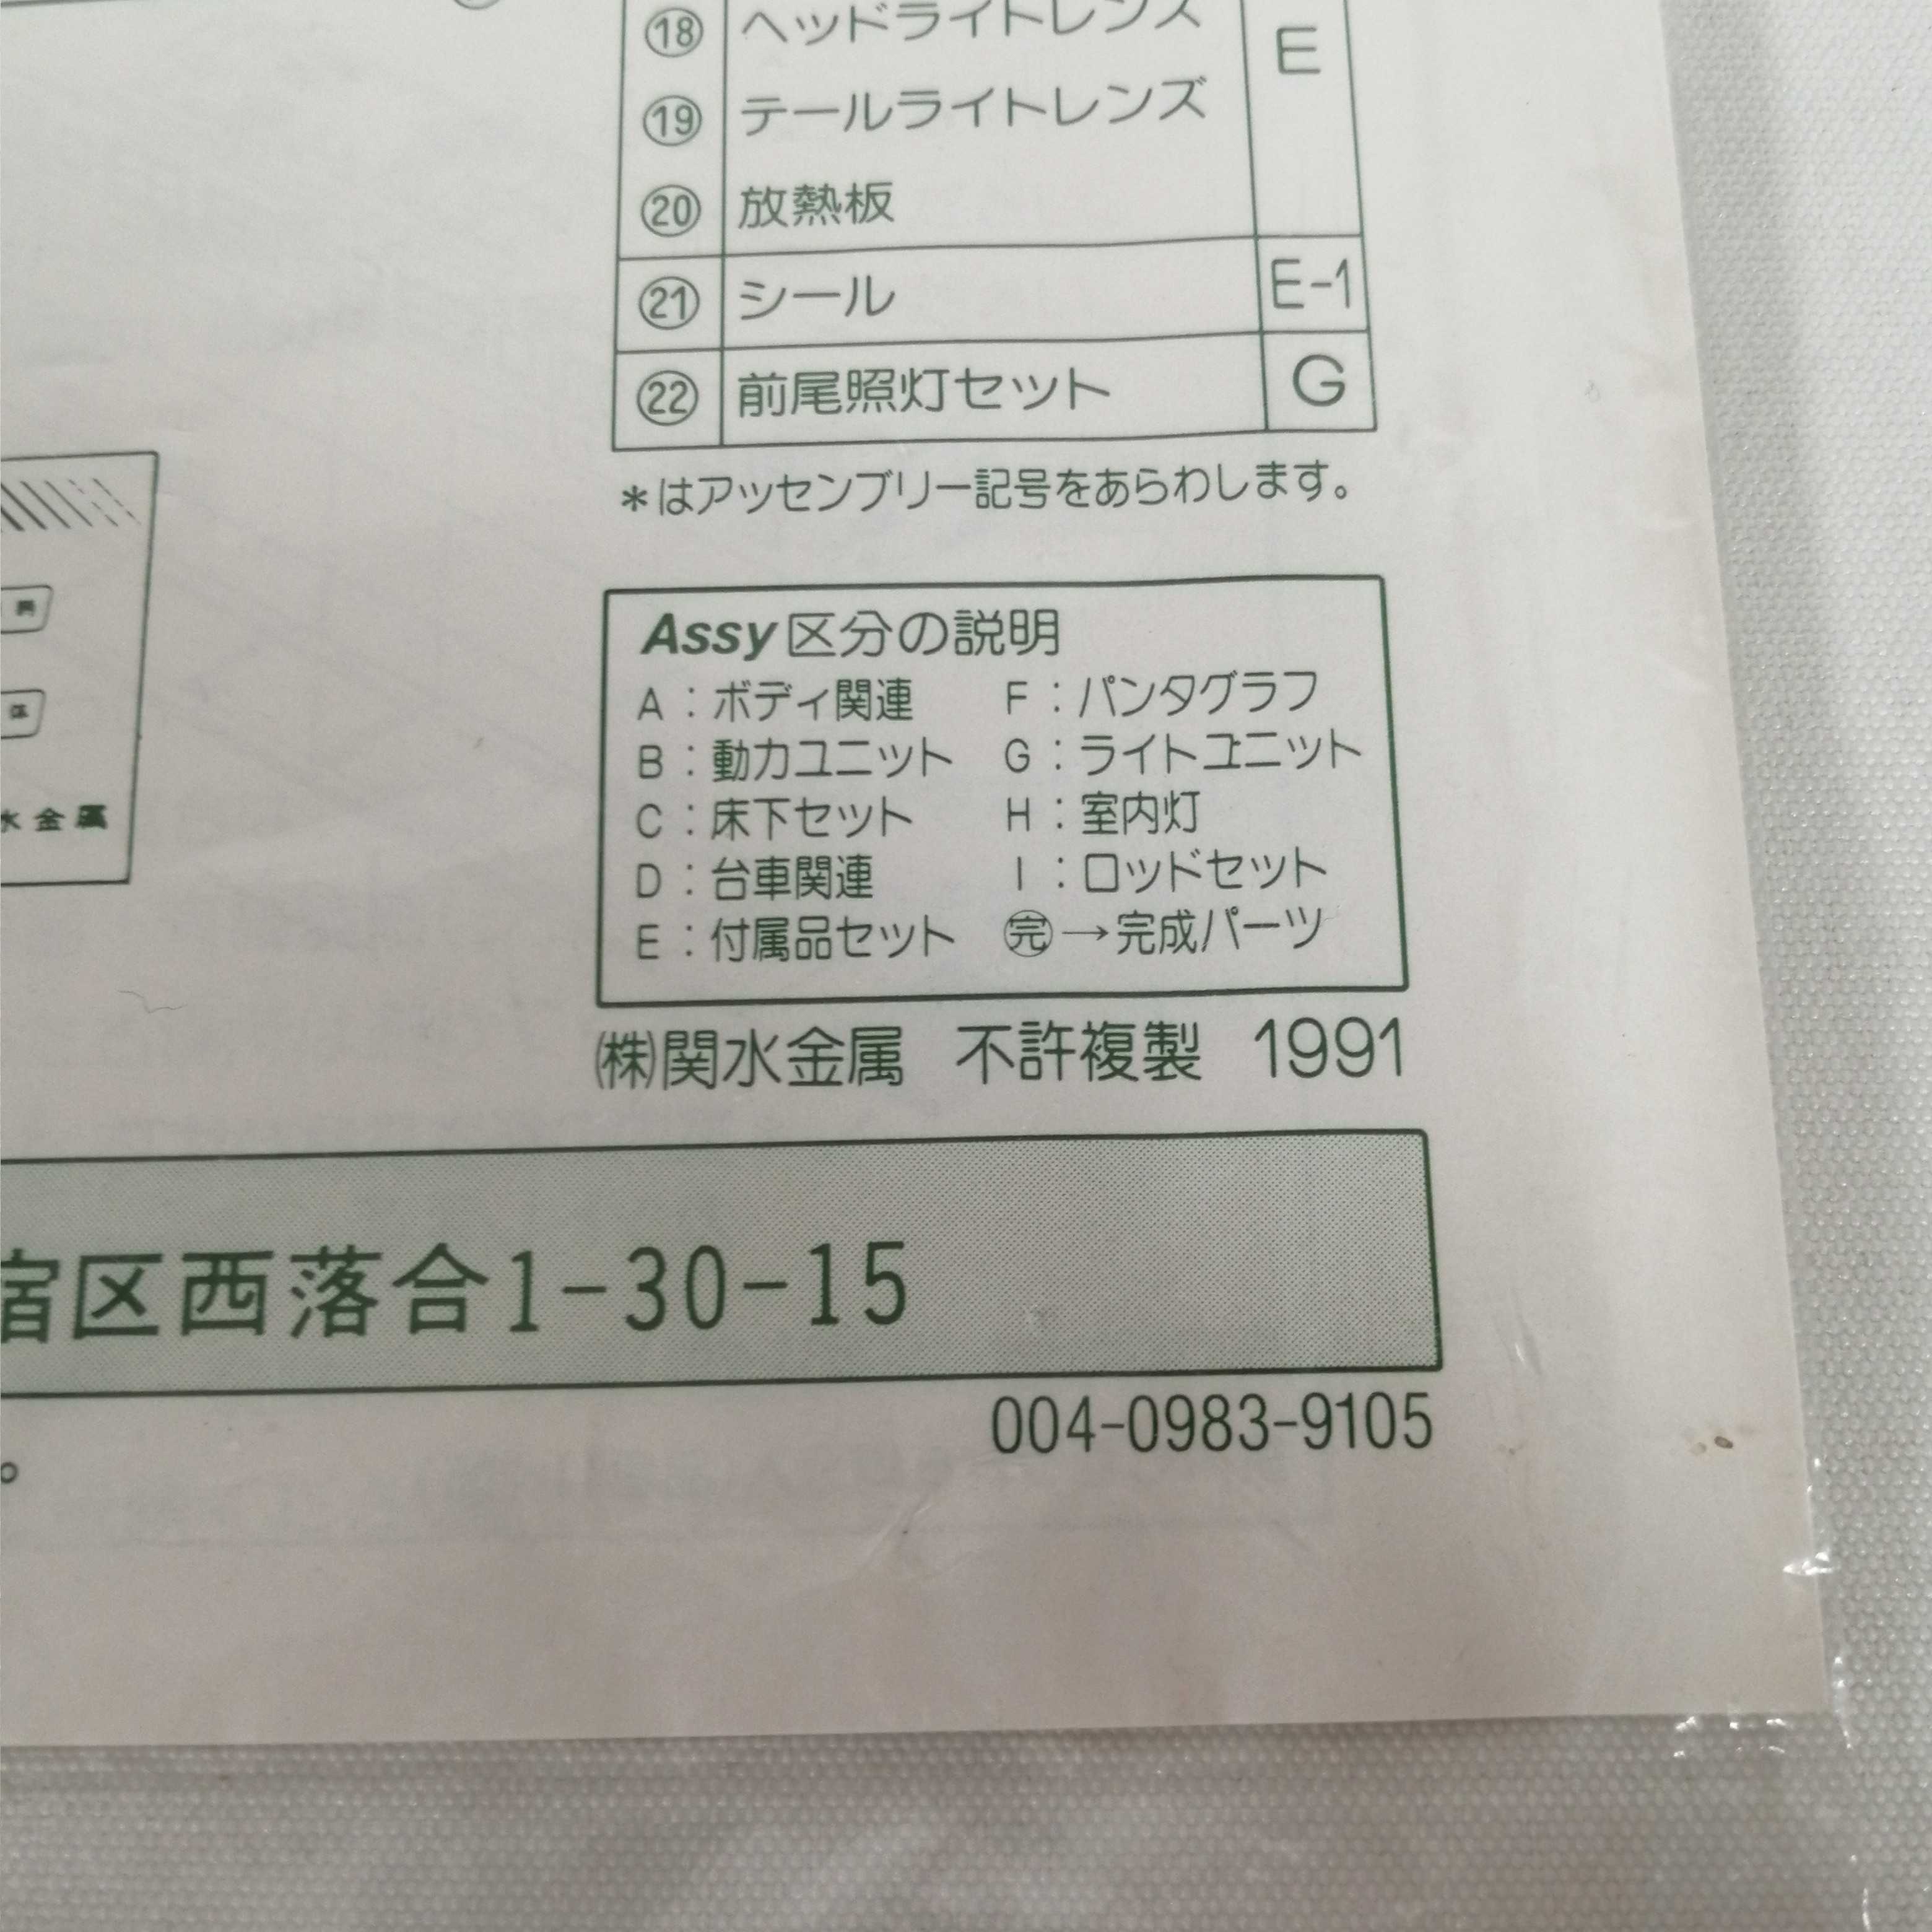 ⑱ ヘッドライトレンズ E
⑲ テールライトレンズ
⑳ 放熱板
㉑ シール E-1
㉒ 前尾照灯セット G
*はアッセンブリー記号をあらわします。
Assy区分の説明
A：ボディ関連 F：パンタグラフ
B：動力ユニット G：ライトユニット
C：床下セット H：室内灯
D：台車関連 I：ロッドセット
E：付属品セット ㊡→完成パーツ
水金属
㈱関水金属 不許複製 1991
宿区西落合1-30-15
004-0983-9105
。